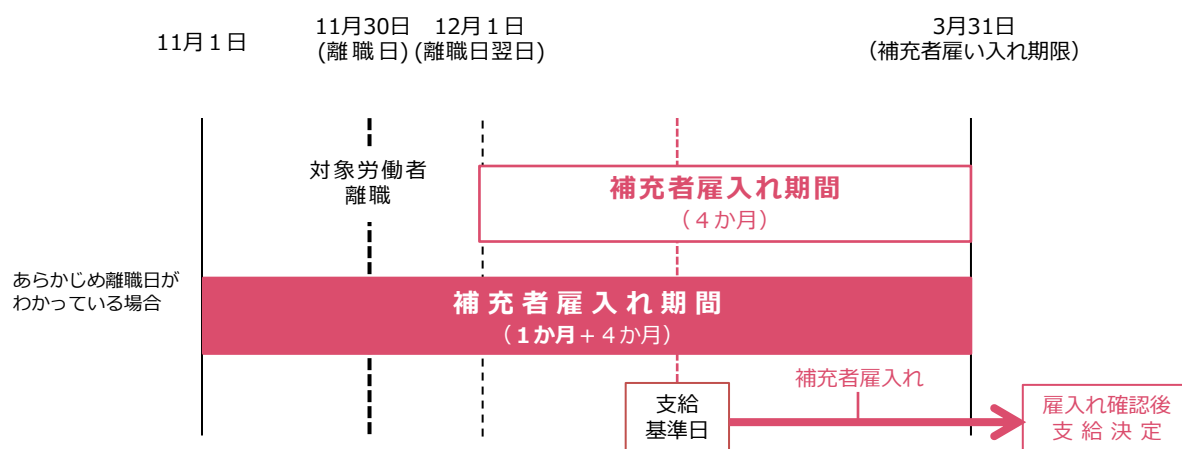 11月１日
11月30日
(離職日)
12月１日
(離職日翌日)
3月31日
（補充者雇い入れ期限）
対象労働者
離職
補充者雇入れ期間
（４か月）
あらかじめ離職日が
わかっている場合
補充者雇入れ期間
（１か月＋４か月）
支給
基準日
補充者雇入れ
雇入れ確認後
支給決定